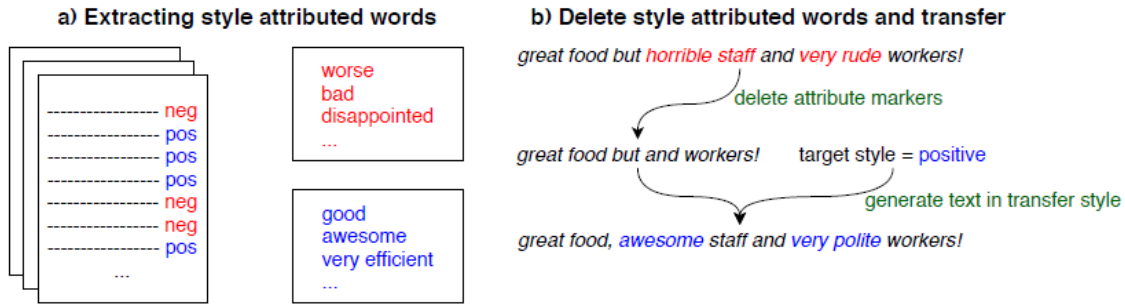 a) Extracting style attributed words
----------------- neg
----------------- pos
----------------- pos
----------------- pos
----------------- neg
----------------- neg
----------------- pos
...
worse
bad
disappointed
...
good
awesome
very efficient
...
b) Delete style attributed words and transfer
great food but horrible staff and very rude workers!
delete attribute markers
great food but and workers! target style = positive
generate text in transfer style
great food, awesome staff and very polite workers!